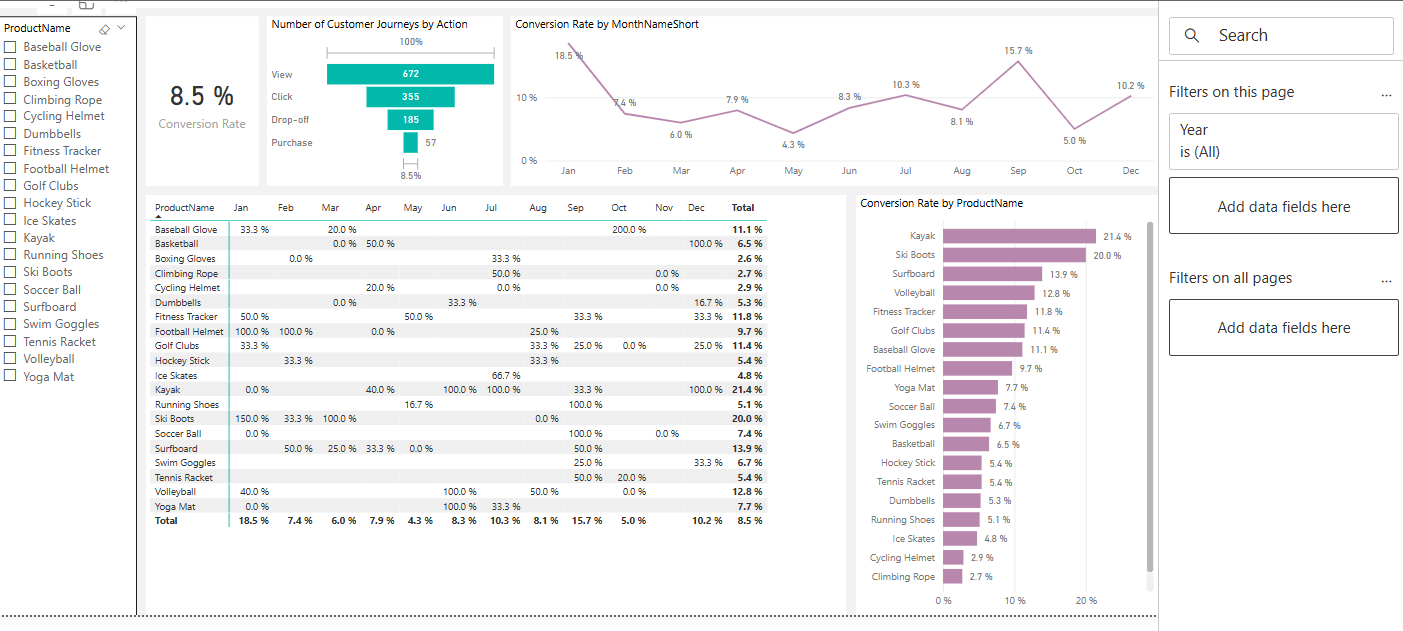 ProductName
Baseball Glove
Basketball
Boxing Gloves
Climbing Rope
Cycling Helmet
Dumbbells
Fitness Tracker
Football Helmet
Golf Clubs
Hockey Stick
Ice Skates
Kayak
Running Shoes
Ski Boots
Soccer Ball
Surfboard
Swim Goggles
Tennis Racket
Volleyball
Yoga Mat
8.5 %
Conversion Rate
Number of Customer Journeys by Action
100%
View 672
Click 355
Drop-off 185
Purchase 57
8.5%
Conversion Rate by MonthNameShort
18.5 % 7.4 % 6.0 % 7.9 % 4.3 % 8.3 % 10.3 % 8.1 % 15.7 % 5.0 % 10.2 %
10 %
0 %
Jan Feb Mar Apr May Jun Jul Aug Sep Oct Dec
ProductName Jan Feb Mar Apr May Jun Jul Aug Sep Oct Nov Dec Total
Baseball Glove 33.3 % 20.0 % 200.0 % 11.1 %
Basketball 0.0 % 50.0 % 100.0 % 6.5 %
Boxing Gloves 0.0 % 33.3 % 2.6 %
Climbing Rope 50.0 % 0.0 % 2.7 %
Cycling Helmet 20.0 % 0.0 % 0.0 % 2.9 %
Dumbbells 0.0 % 33.3 % 16.7 % 5.3 %
Fitness Tracker 50.0 % 50.0 % 33.3 % 33.3 % 11.8 %
Football Helmet 100.0 % 100.0 % 0.0 % 25.0 % 9.7 %
Golf Clubs 33.3 % 33.3 % 25.0 % 0.0 % 25.0 % 11.4 %
Hockey Stick 33.3 % 33.3 % 5.4 %
Ice Skates 66.7 % 4.8 %
Kayak 0.0 % 40.0 % 100.0 % 100.0 % 33.3 % 100.0 % 21.4 %
Running Shoes 16.7 % 100.0 % 5.1 %
Ski Boots 150.0 % 33.3 % 100.0 % 0.0 % 20.0 %
Soccer Ball 0.0 % 100.0 % 0.0 % 7.4 %
Surfboard 50.0 % 25.0 % 33.3 % 0.0 % 50.0 % 13.9 %
Swim Goggles 25.0 % 33.3 % 6.7 %
Tennis Racket 50.0 % 20.0 % 5.4 %
Volleyball 40.0 % 100.0 % 50.0 % 0.0 % 12.8 %
Yoga Mat 0.0 % 100.0 % 33.3 % 7.7 %
Total 18.5 % 7.4 % 6.0 % 7.9 % 4.3 % 8.3 % 10.3 % 8.1 % 15.7 % 5.0 % 10.2 % 8.5 %
Conversion Rate by ProductName
Kayak 21.4 %
Ski Boots 20.0 %
Surfboard 13.9 %
Volleyball 12.8 %
Fitness Tracker 11.8 %
Golf Clubs 11.4 %
Baseball Glove 11.1 %
Football Helmet 9.7 %
Yoga Mat 7.7 %
Soccer Ball 7.4 %
Swim Goggles 6.7 %
Basketball 6.5 %
Hockey Stick 5.4 %
Tennis Racket 5.4 %
Dumbbells 5.3 %
Running Shoes 5.1 %
Ice Skates 4.8 %
Cycling Helmet 2.9 %
Climbing Rope 2.7 %
0 % 10 % 20 %
Search
Filters on this page ...
Year
is (All)
Add data fields here
Filters on all pages ...
Add data fields here